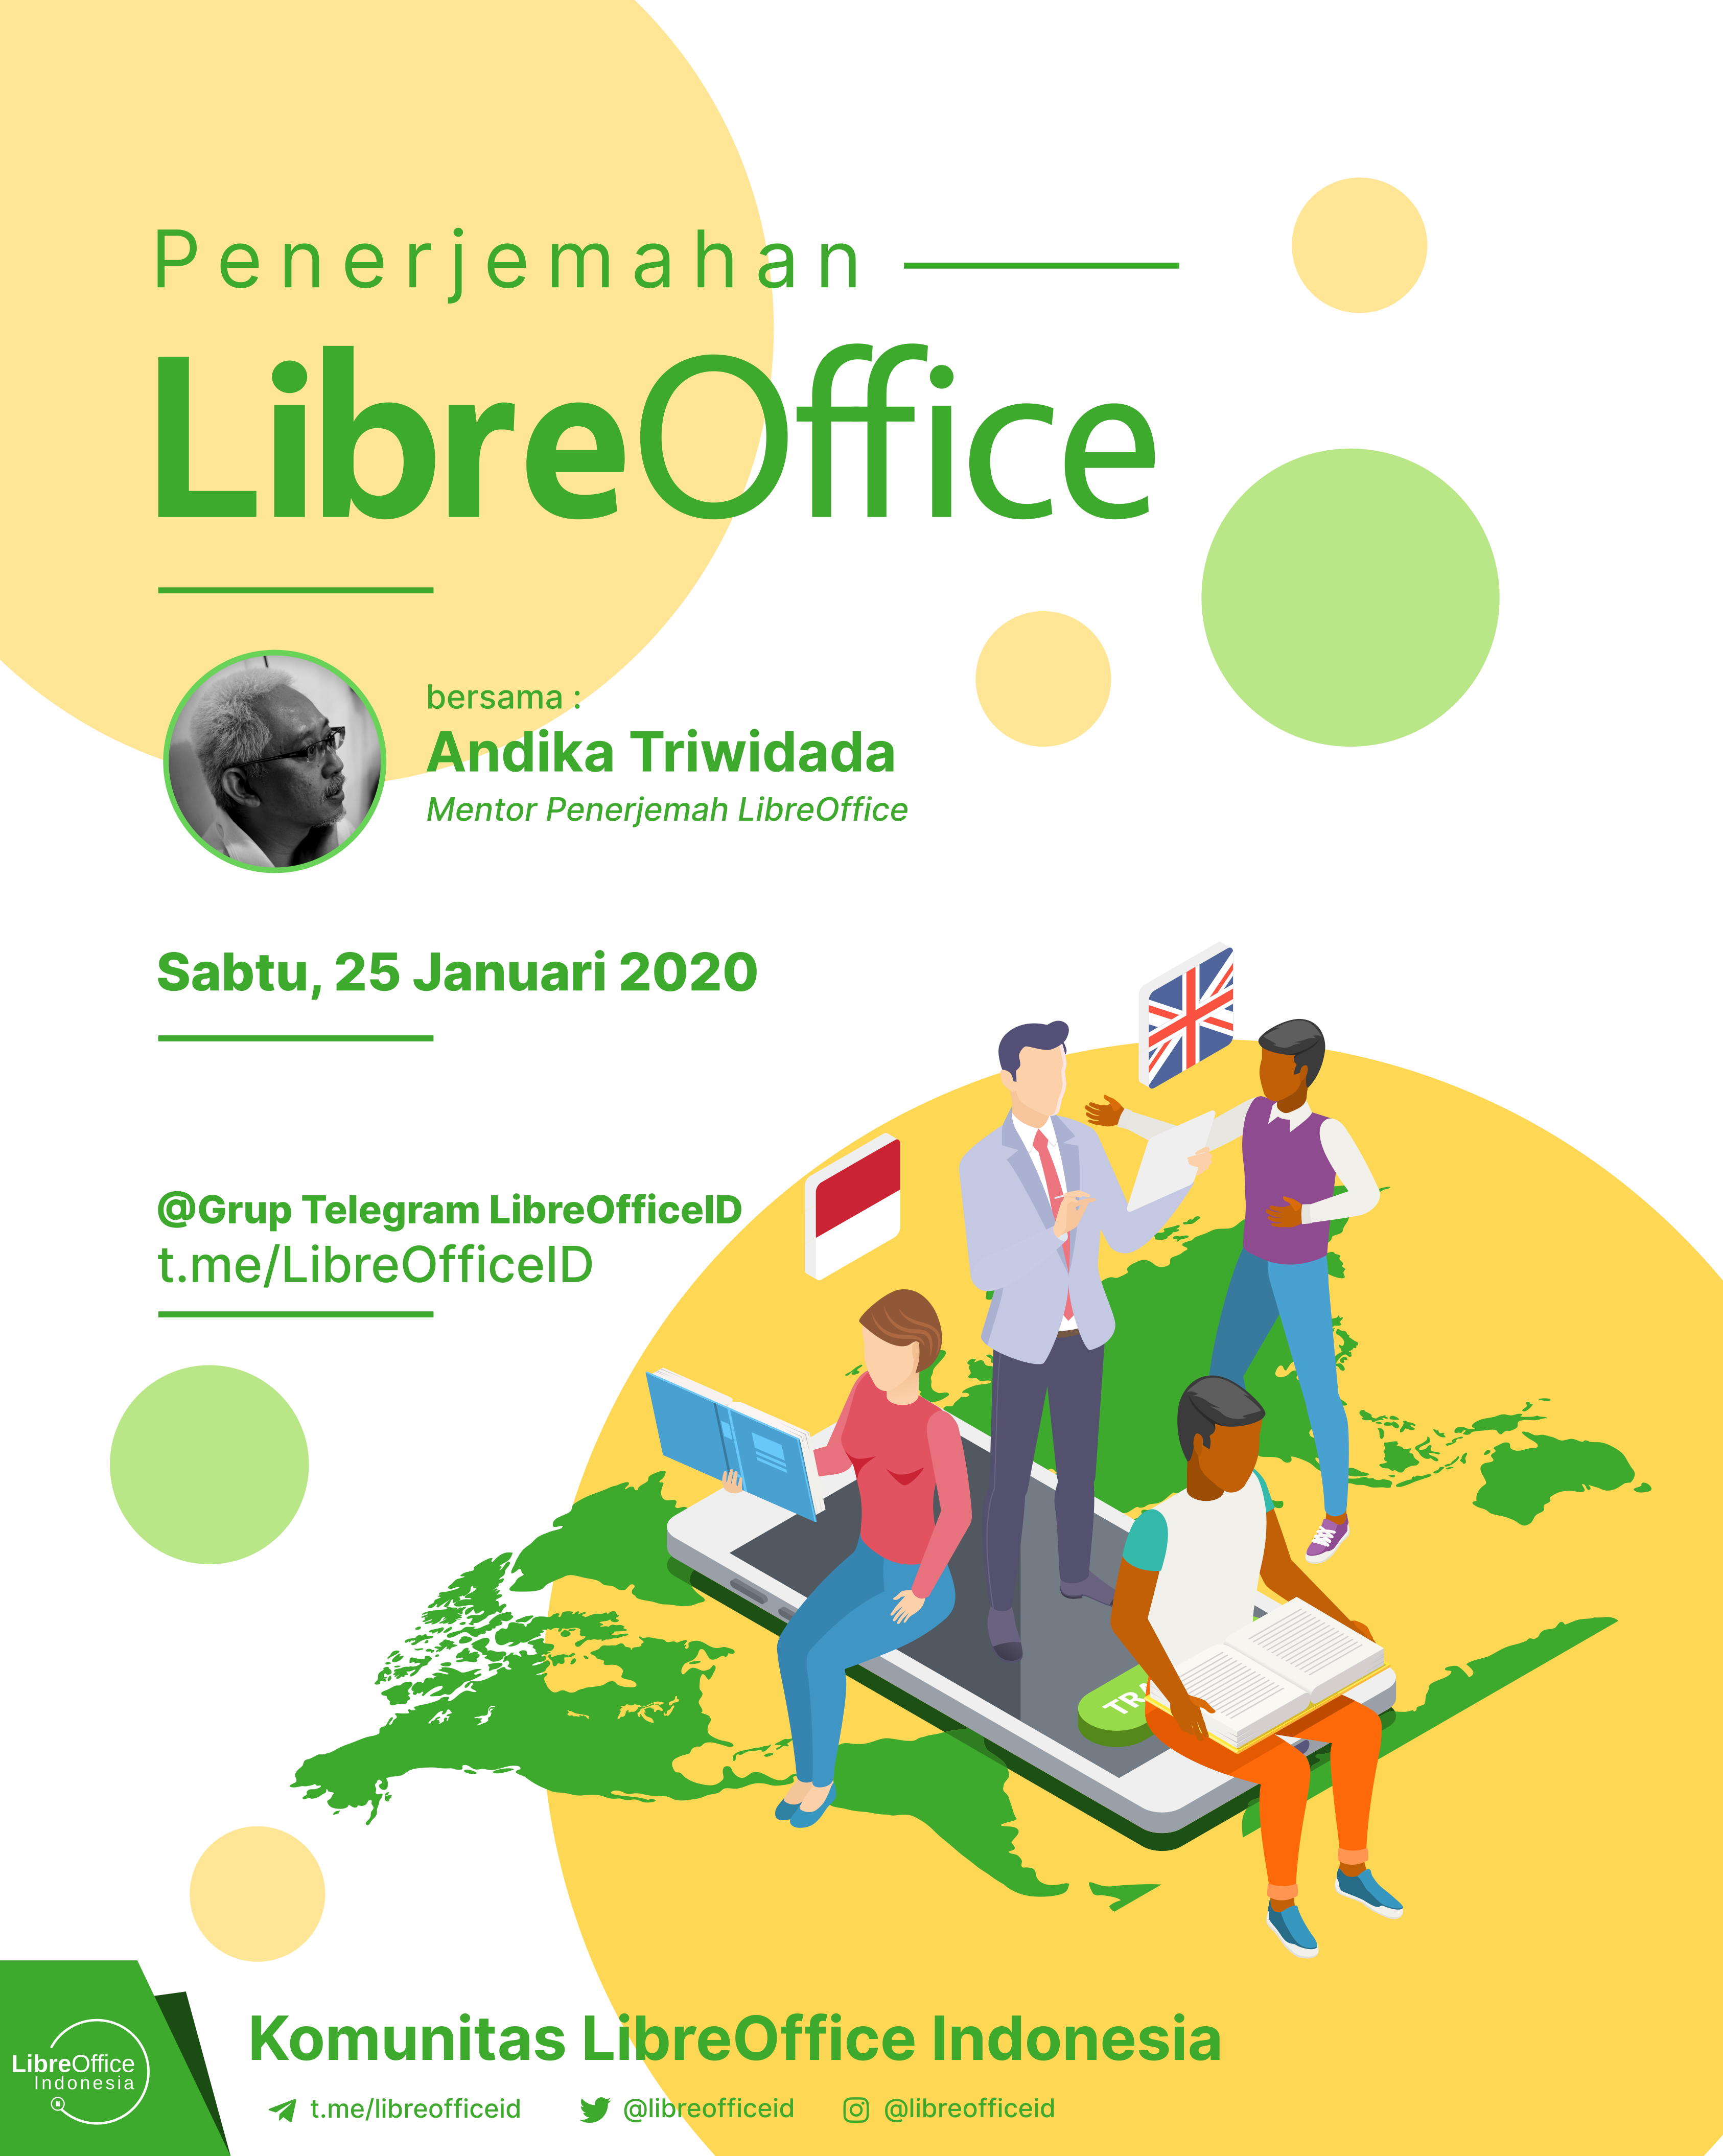 Penerjemahan
LibreOffice
bersama :
Andika Triwidada
Mentor Penerjemah LibreOffice
Sabtu, 25 Januari 2020
@Grup Telegram LibreOfficeID
t.me/LibreOfficeID
TRA
Komunitas LibreOffice Indonesia
t.me/libreofficeid @libreofficeid @libreofficeid
LibreOffice
Indonesia